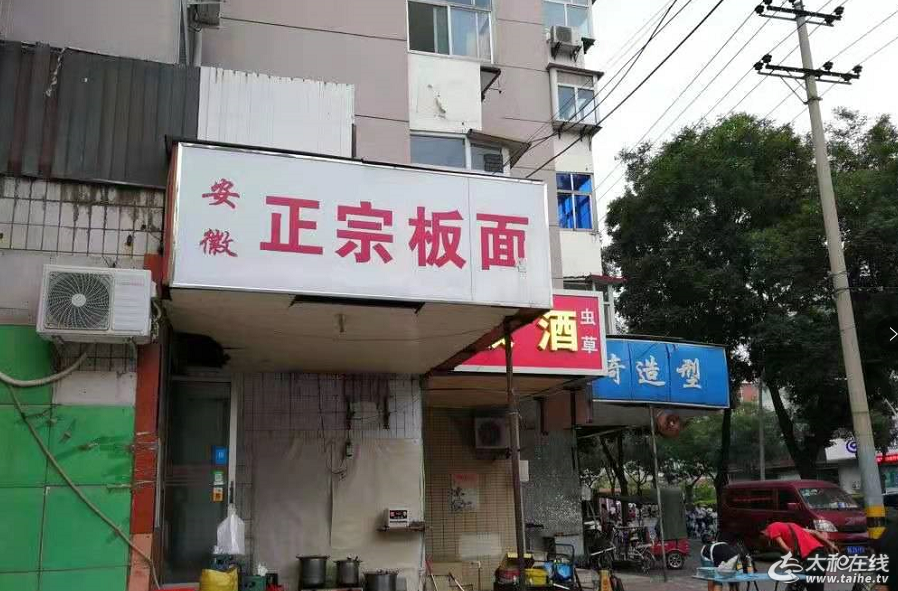 安徽
正宗板面
酒
虫草
造型
太和在线
www.taihe.tv